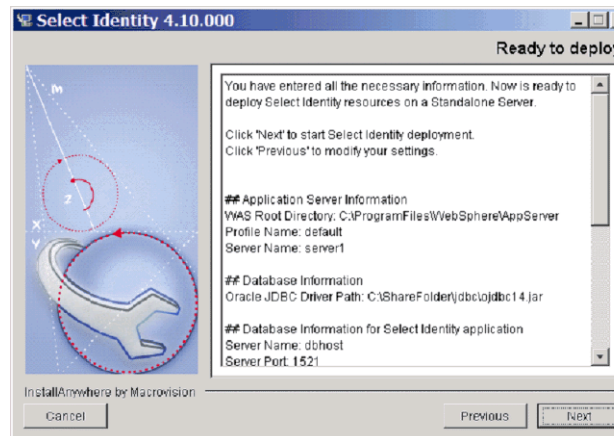 Select Identity 4.10.000
Ready to deploy
M
2
X
Y
You have entered all the necessary information. Now is ready to
deploy Select Identity resources on a Standalone Server.
Click 'Next' to start Select Identity deployment.
Click 'Previous' to modify your settings.
## Application Server Information
WAS Root Directory: C:\ProgramFiles\WebSphere\AppServer
Profile Name: default
Server Name: server1
## Database Information
Oracle JDBC Driver Path: C:\ShareFolder\jdbc\ojdbc14.jar
## Database Information for Select Identity application
Server Name: dbhost
Server Port: 1521
InstallAnywhere by Macrovision
Cancel
Previous
Next